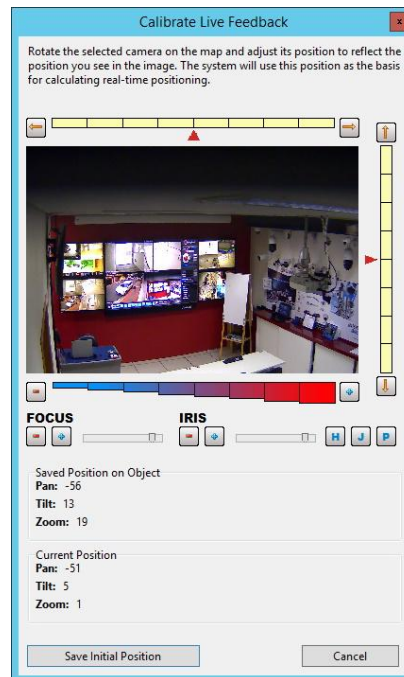 Calibrate Live Feedback
x
Rotate the selected camera on the map and adjust its position to reflect the
position you see in the image. The system will use this position as the basis
for calculating real-time positioning.
FOCUS
IRIS
H J P
Saved Position on Object
Pan: -56
Tilt: 13
Zoom: 19
Current Position
Pan: -51
Tilt: 5
Zoom: 1
Save Initial Position
Cancel